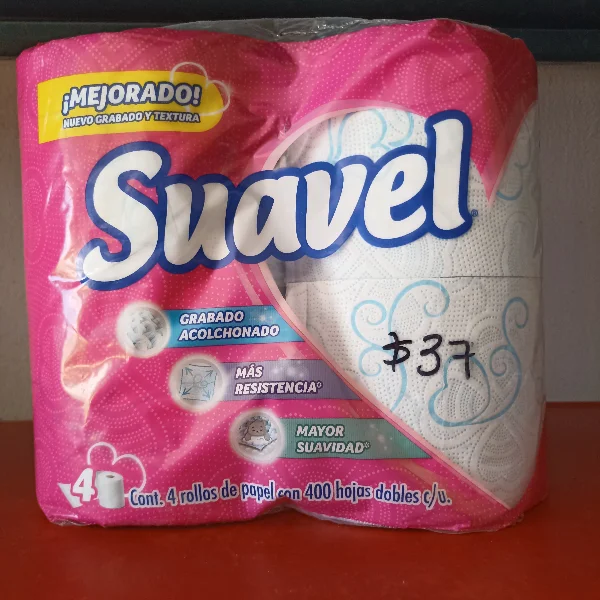 ¡MEJORADO!
NUEVO GRABADO Y TEXTURA
Suavel
GRABADO
ACOLCHONADO
MÁS
RESISTENCIA*
$37
MAYOR
SUAVIDAD*
4
Cont. 4 rollos de papel con 400 hojas dobles c/u.